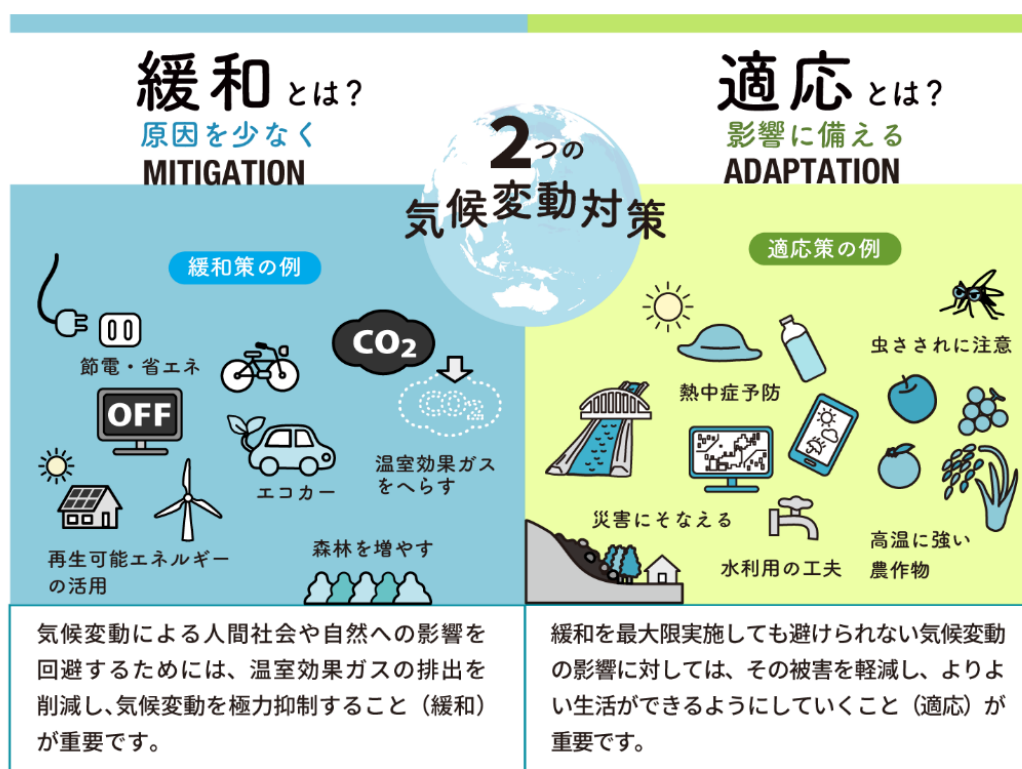 緩和とは？
原因を少なく
MITIGATION
2つの
気候変動対策
適応とは？
影響に備える
ADAPTATION
緩和策の例
節電・省エネ
OFF
CO2
CO2
エコカー
温室効果ガス
をへらす
再生可能エネルギー
の活用
森林を増やす
適応策の例
虫さされに注意
熱中症予防
災害にそなえる
水利用の工夫
高温に強い
農作物
気候変動による人間社会や自然への影響を
回避するためには、温室効果ガスの排出を
削減し、気候変動を極力抑制すること（緩和）
が重要です。
緩和を最大限実施しても避けられない気候変動
の影響に対しては、その被害を軽減し、よりよ
い生活ができるようにしていくこと（適応）が
重要です。